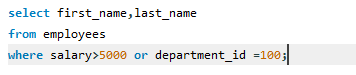 select first_name,last_name
from employees
where salary>5000 or department_id =100;